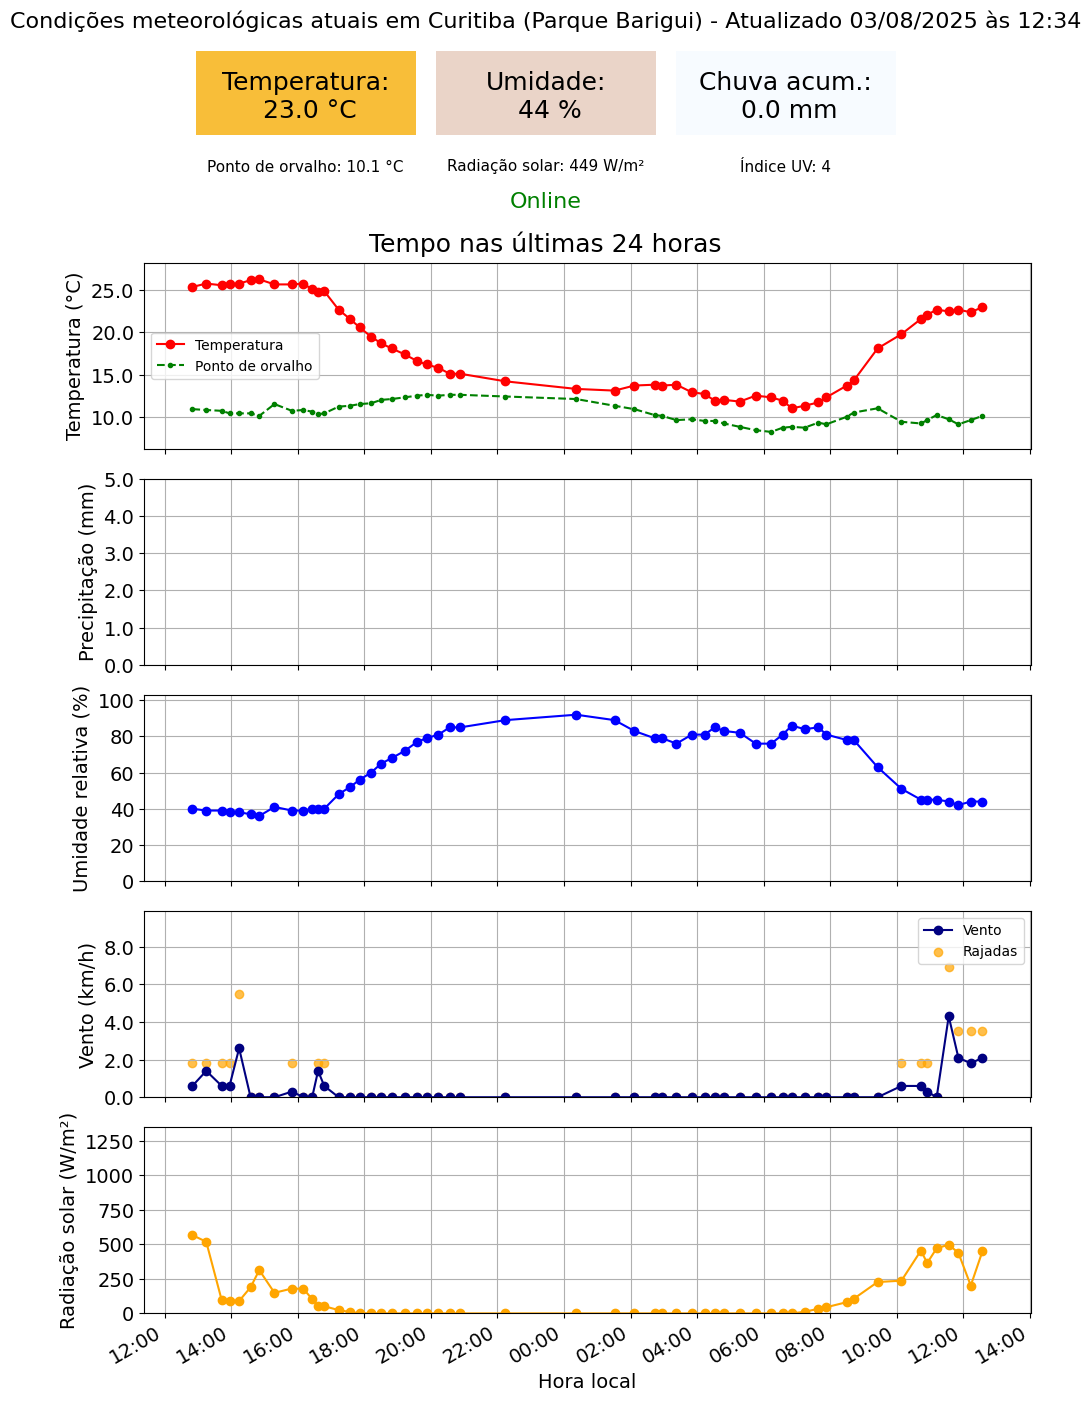 Condições meteorológicas atuais em Curitiba (Parque Barigui) - Atualizado 03/08/2025 às 12:34
Temperatura:
23.0 °C
Umidade:
44 %
Chuva acum.:
0.0 mm
Ponto de orvalho: 10.1 °C
Radiação solar: 449 W/m²
Índice UV: 4
Online
Tempo nas últimas 24 horas
Temperatura (°C)
25.0
20.0
15.0
10.0
Temperatura
Ponto de orvalho
Precipitação (mm)
5.0
4.0
3.0
2.0
1.0
0.0
Umidade relativa (%)
100
80
60
40
20
0
Vento (km/h)
8.0
6.0
4.0
2.0
0.0
Vento
Rajadas
Radiação solar (W/m²)
1250
1000
750
500
250
0
12:00
14:00
16:00
18:00
20:00
22:00
00:00
02:00
04:00
06:00
08:00
10:00
12:00
14:00
Hora local